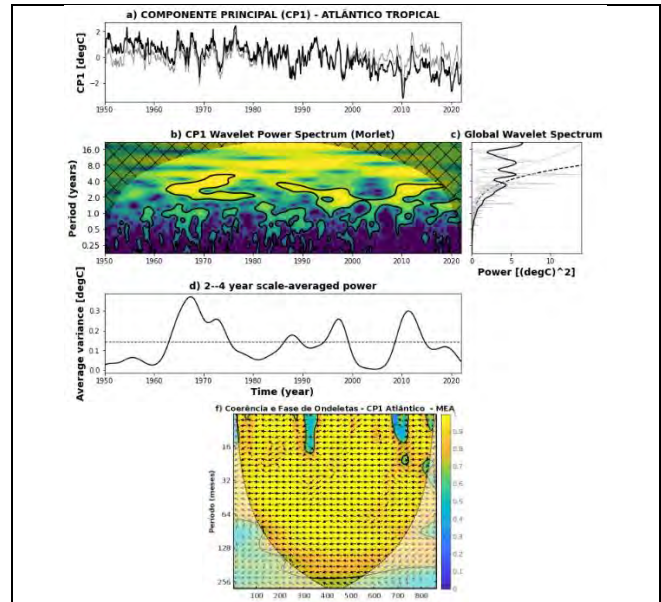 a) COMPONENTE PRINCIPAL (CP1) - ATLÂNTICO TROPICAL
CP1 [degC]
2
0
−2
1950 1960 1970 1980 1990 2000 2010 2020
b) CP1 Wavelet Power Spectrum (Morlet)
Period (years)
16.0
8.0
4.0
2.0
1.0
0.5
0.25
1950 1960 1970 1980 1990 2000 2010 2020
c) Global Wavelet Spectrum
0 5 10
Power [(degC)^2]
d) 2--4 year scale-averaged power
Average variance [degC]
0.3
0.2
0.1
0.0
1950 1960 1970 1980 1990 2000 2010 2020
Time (year)
f) Coerência e Fase de Ondeletas - CP1 Atlântico - MEA
Período (meses)
16
32
64
128
256
100 200 300 400 500 600 700 800
0.9
0.8
0.7
0.6
0.5
0.4
0.3
0.2
0.1
0